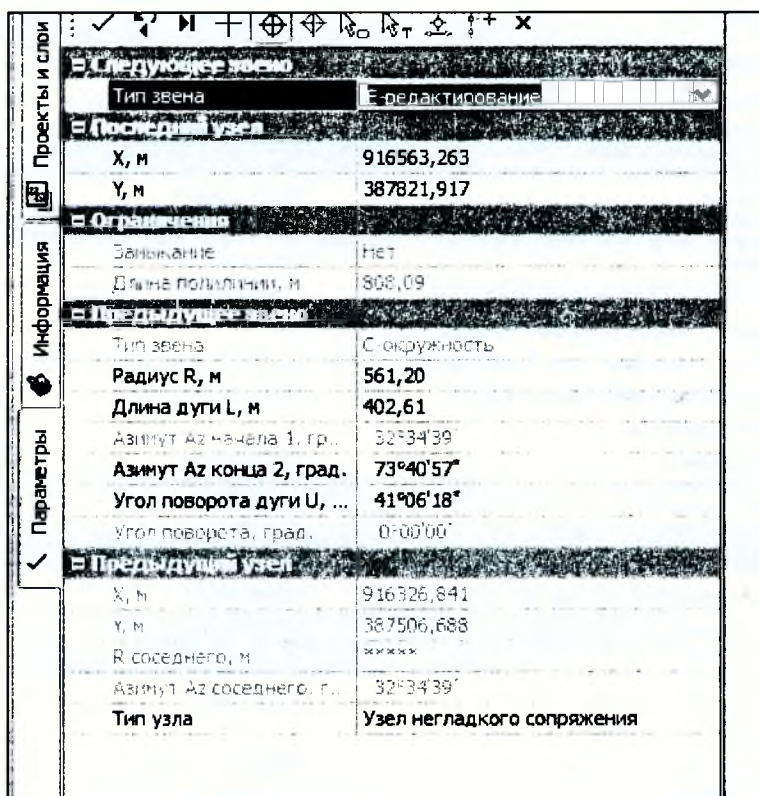 Проекты и слои
Информация
Параметры
Следующее звено
Тип звена E-редактирование
Последний узел
X, м 916563,263
Y, м 387821,917
Ограничения
Замыкание Нет
Длина полилинии, м 808,09
Предыдущее звено
Тип звена C-окружность
Радиус R, м 561,20
Длина дуги L, м 402,61
Азимут Az начала 1, гр... 32°34'39"
Азимут Az конца 2, град. 73°40'57"
Угол поворота дуги U, ... 41°06'18"
Угол поворота, град. 0°00'00"
Предыдущий узел
X, м 916326,841
Y, м 387506,688
R соседнего, м *****
Азимут Az соседнего, г... 32°34'39"
Тип узла Узел негладкого сопряжения